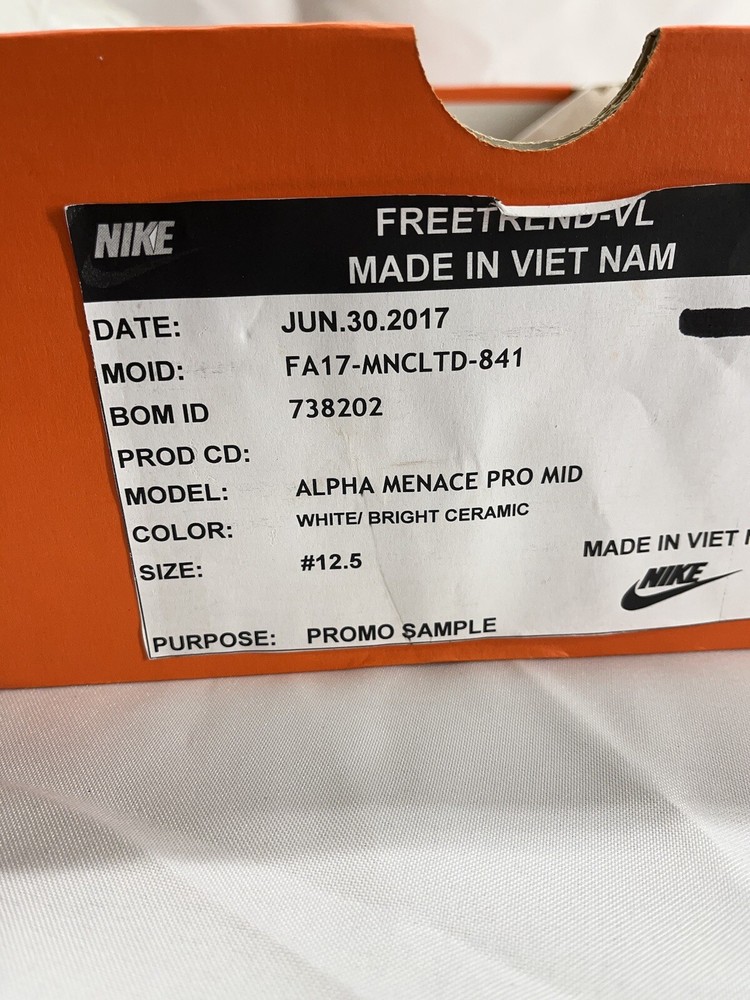 NIKE
FREETREND-VL
MADE IN VIET NAM
DATE: JUN.30.2017
MOID: FA17-MNCLTD-841
BOM ID 738202
PROD CD:
MODEL: ALPHA MENACE PRO MID
COLOR: WHITE/ BRIGHT CERAMIC
SIZE: #12.5
MADE IN VIET
NIKE
PURPOSE: PROMO SAMPLE